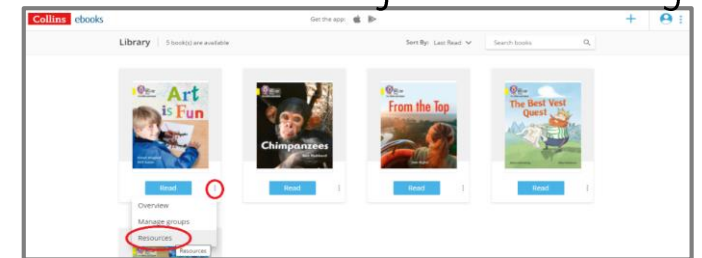 Collins ebooks
Get the app:
Library 5 book(s) are available
Sort By: Last Read
Search books
Art is Fun
Chimpanzees
From the Top
The Best Vest Quest
Read
Read
Read
Read
Overview
Manage groups
Resources
Resources